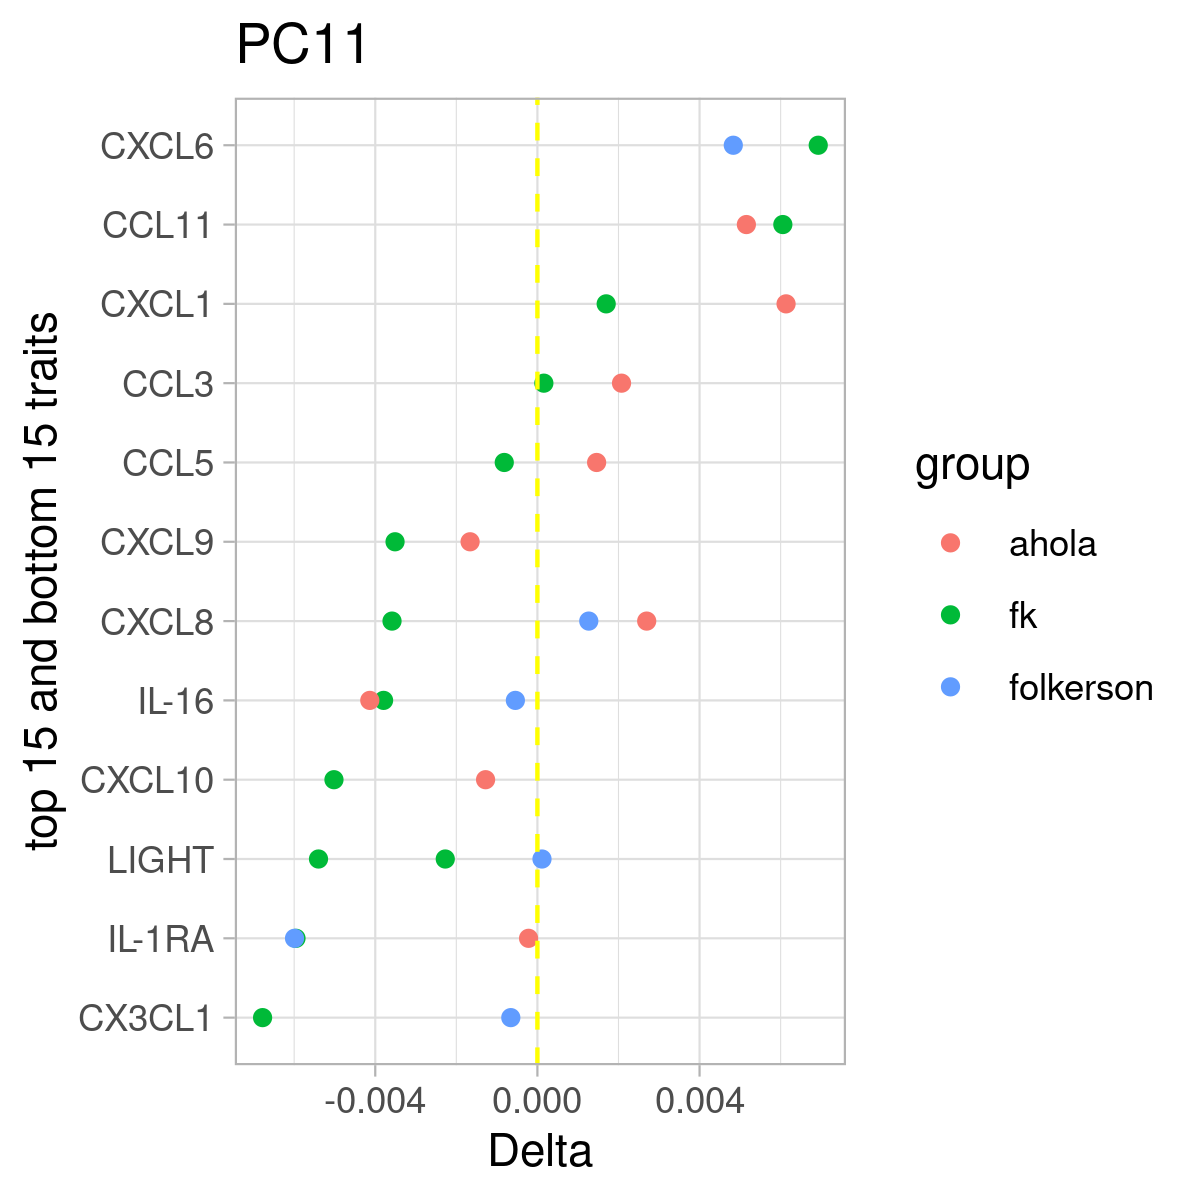 PC11
top 15 and bottom 15 traits
CXCL6
CCL11
CXCL1
CCL3
CCL5
CXCL9
CXCL8
IL-16
CXCL10
LIGHT
IL-1RA
CX3CL1
-0.004 0.000 0.004
Delta
group
ahola
fk
folkerson